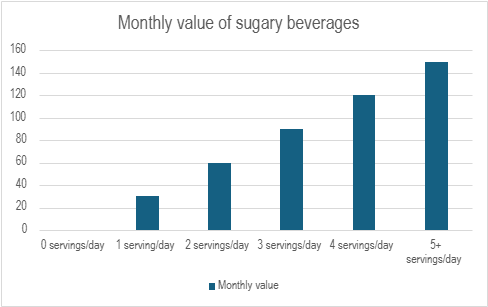 Monthly value of sugary beverages
160
140
120
100
80
60
40
20
0
0 servings/day 1 serving/day 2 servings/day 3 servings/day 4 servings/day 5+
servings/day
Monthly value